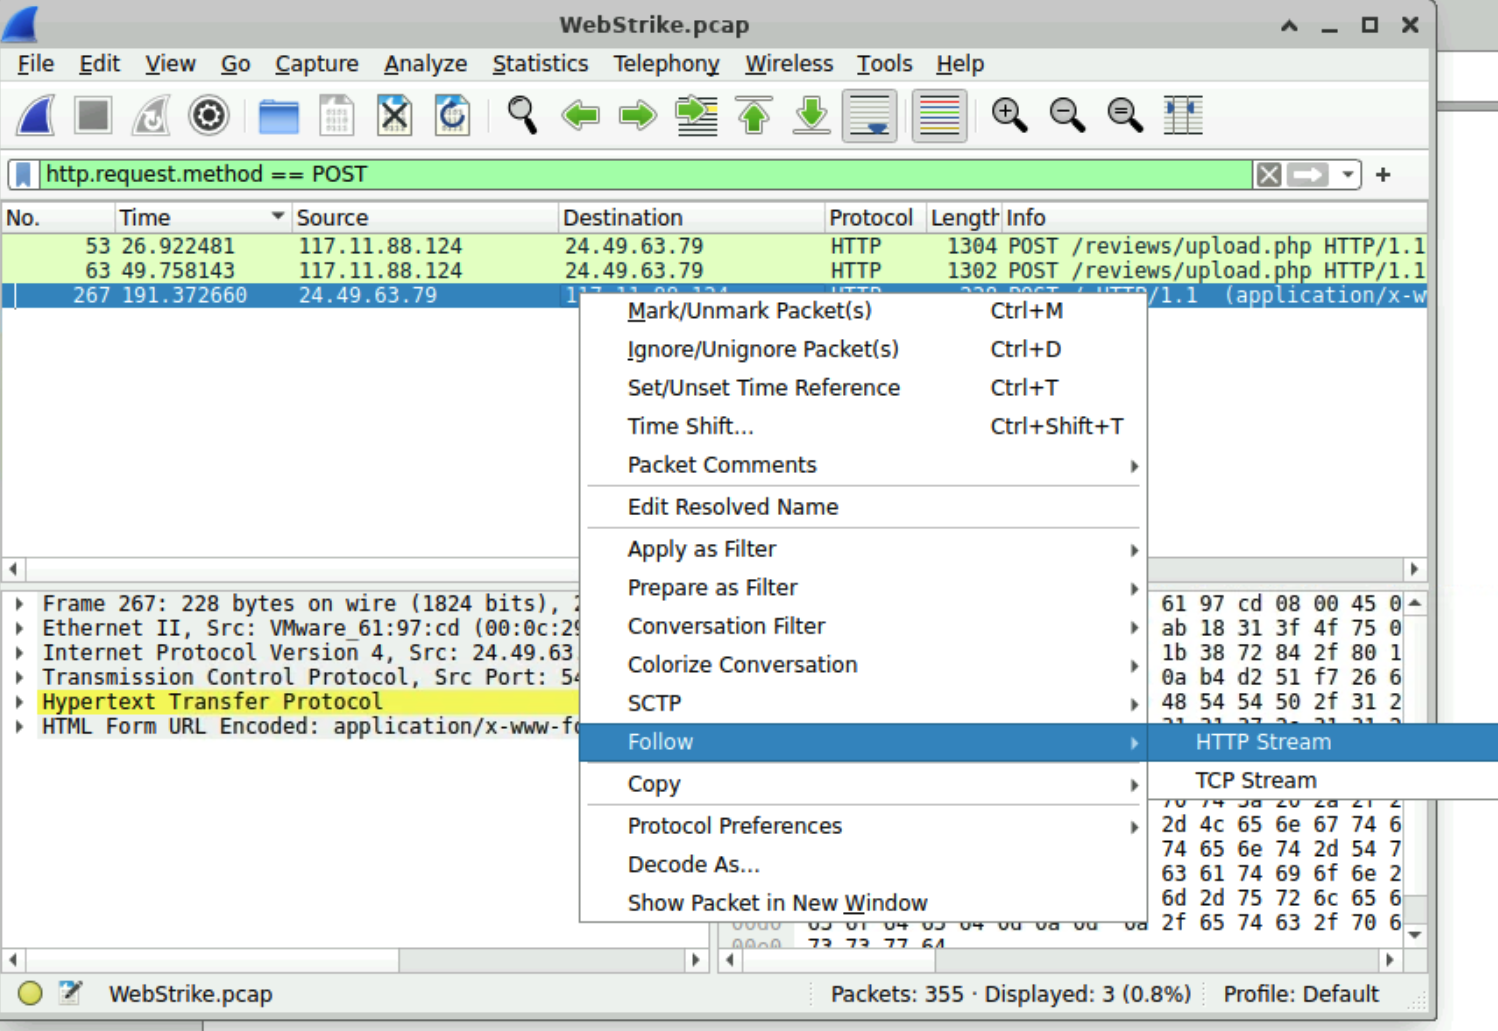 WebStrike.pcap
File Edit View Go Capture Analyze Statistics Telephony Wireless Tools Help
http.request.method == POST
No. Time Source Destination Protocol Length Info
53 26.922481 117.11.88.124 24.49.63.79 HTTP 1304 POST /reviews/upload.php HTTP/1.1
63 49.758143 117.11.88.124 24.49.63.79 HTTP 1302 POST /reviews/upload.php HTTP/1.1
267 191.372660 24.49.63.79 /1.1 (application/x-w
Mark/Unmark Packet(s) Ctrl+M
Ignore/Unignore Packet(s) Ctrl+D
Set/Unset Time Reference Ctrl+T
Time Shift... Ctrl+Shift+T
Packet Comments
Edit Resolved Name
Apply as Filter
Prepare as Filter
Conversation Filter
Colorize Conversation
SCTP
Follow
Copy
Protocol Preferences
Decode As...
Show Packet in New Window
HTTP Stream
TCP Stream
Frame 267: 228 bytes on wire (1824 bits),
Ethernet II, Src: VMware_61:97:cd (00:0c:29
Internet Protocol Version 4, Src: 24.49.63
Transmission Control Protocol, Src Port: 54
Hypertext Transfer Protocol
HTML Form URL Encoded: application/x-www-fo
61 97 cd 08 00 45 0
ab 18 31 3f 4f 75 0
1b 38 72 84 2f 80 1
0a b4 d2 51 f7 26 6
48 54 54 50 2f 31 2
2d 4c 65 6e 67 74 6
74 65 6e 74 2d 54 7
63 61 74 69 6f 6e 2
6d 2d 75 72 6c 65 6
2f 65 74 63 2f 70 6
73 73 77 64
WebStrike.pcap Packets: 355 · Displayed: 3 (0.8%) Profile: Default